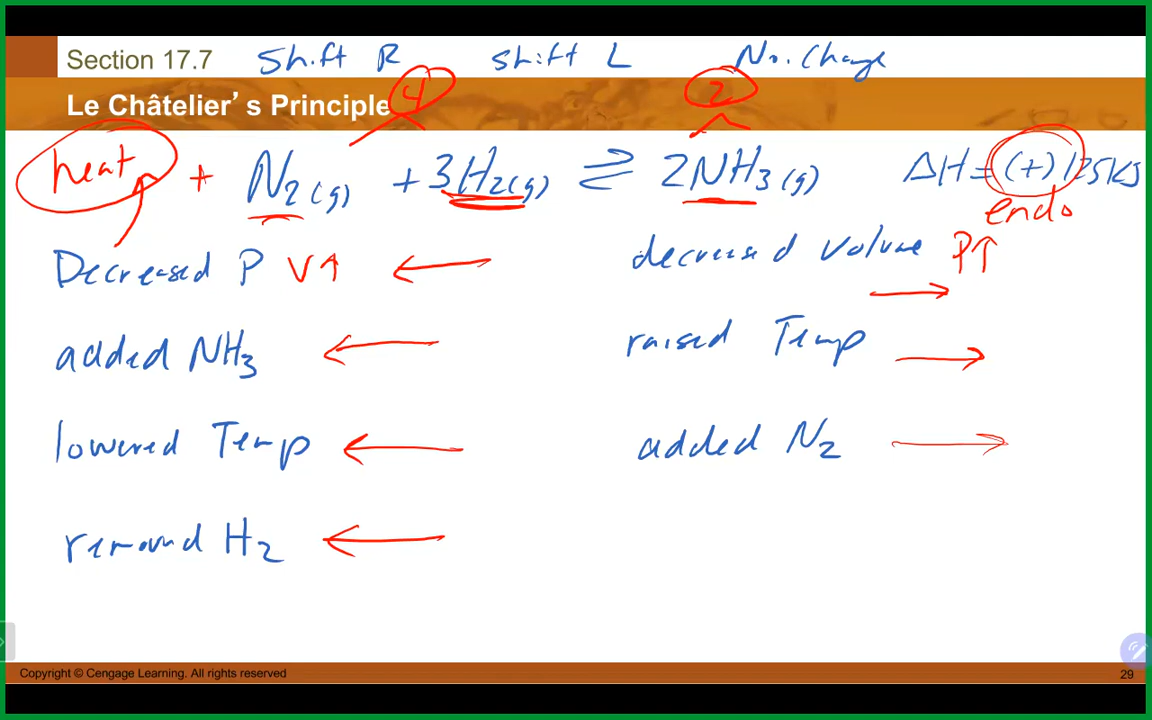 Section 17.7 Shift R shift L No. Change
Le Châtelier's Principle 4 2
heat + N2(g) + 3H2(g) ⇌ 2NH3(g) ΔH = (+) 125 kJ
endo
Decreased P V↑ ← decreased volume P↑ →
added NH3 ← raised Temp →
lowered Temp ← added N2 →
removed H2 ←
Copyright © Cengage Learning. All rights reserved 29